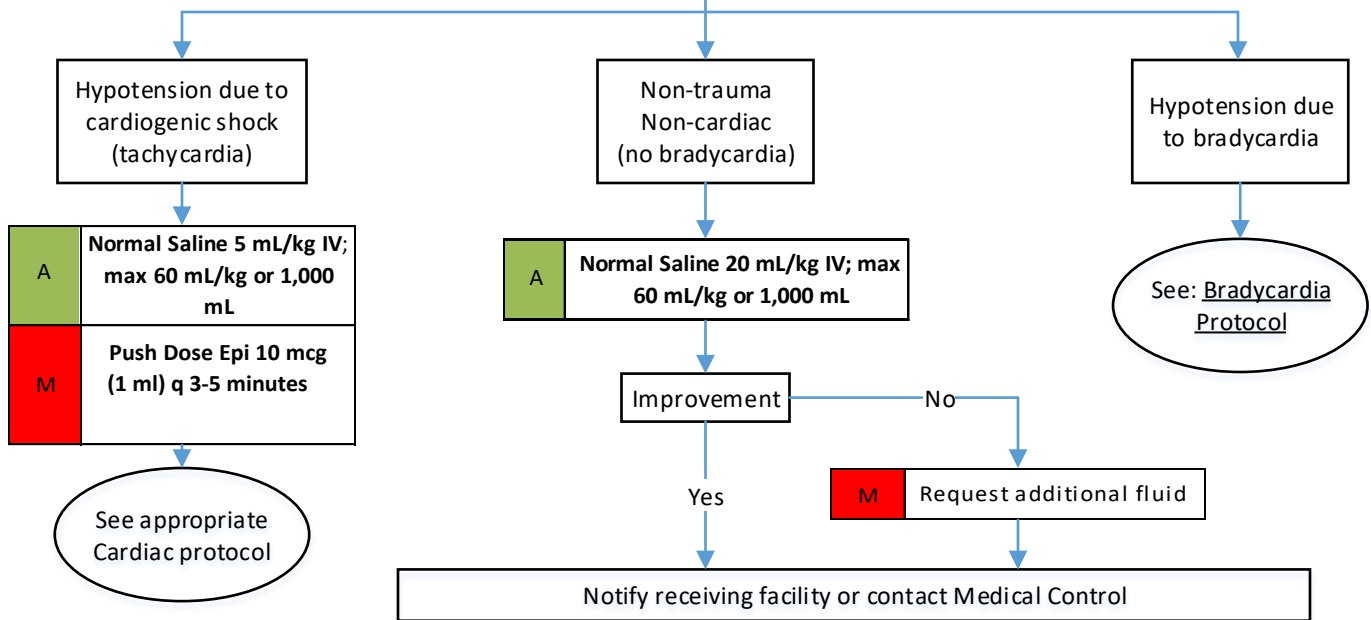 Hypotension due to
cardiogenic shock
(tachycardia)
Non-trauma
Non-cardiac
(no bradycardia)
Hypotension due
to bradycardia
A
Normal Saline 5 mL/kg IV;
max 60 mL/kg or 1,000
mL
M
Push Dose Epi 10 mcg
(1 ml) q 3-5 minutes
See appropriate
Cardiac protocol
A
Normal Saline 20 mL/kg IV; max
60 mL/kg or 1,000 mL
Improvement
No
Yes
M
Request additional fluid
See: Bradycardia
Protocol
Notify receiving facility or contact Medical Control